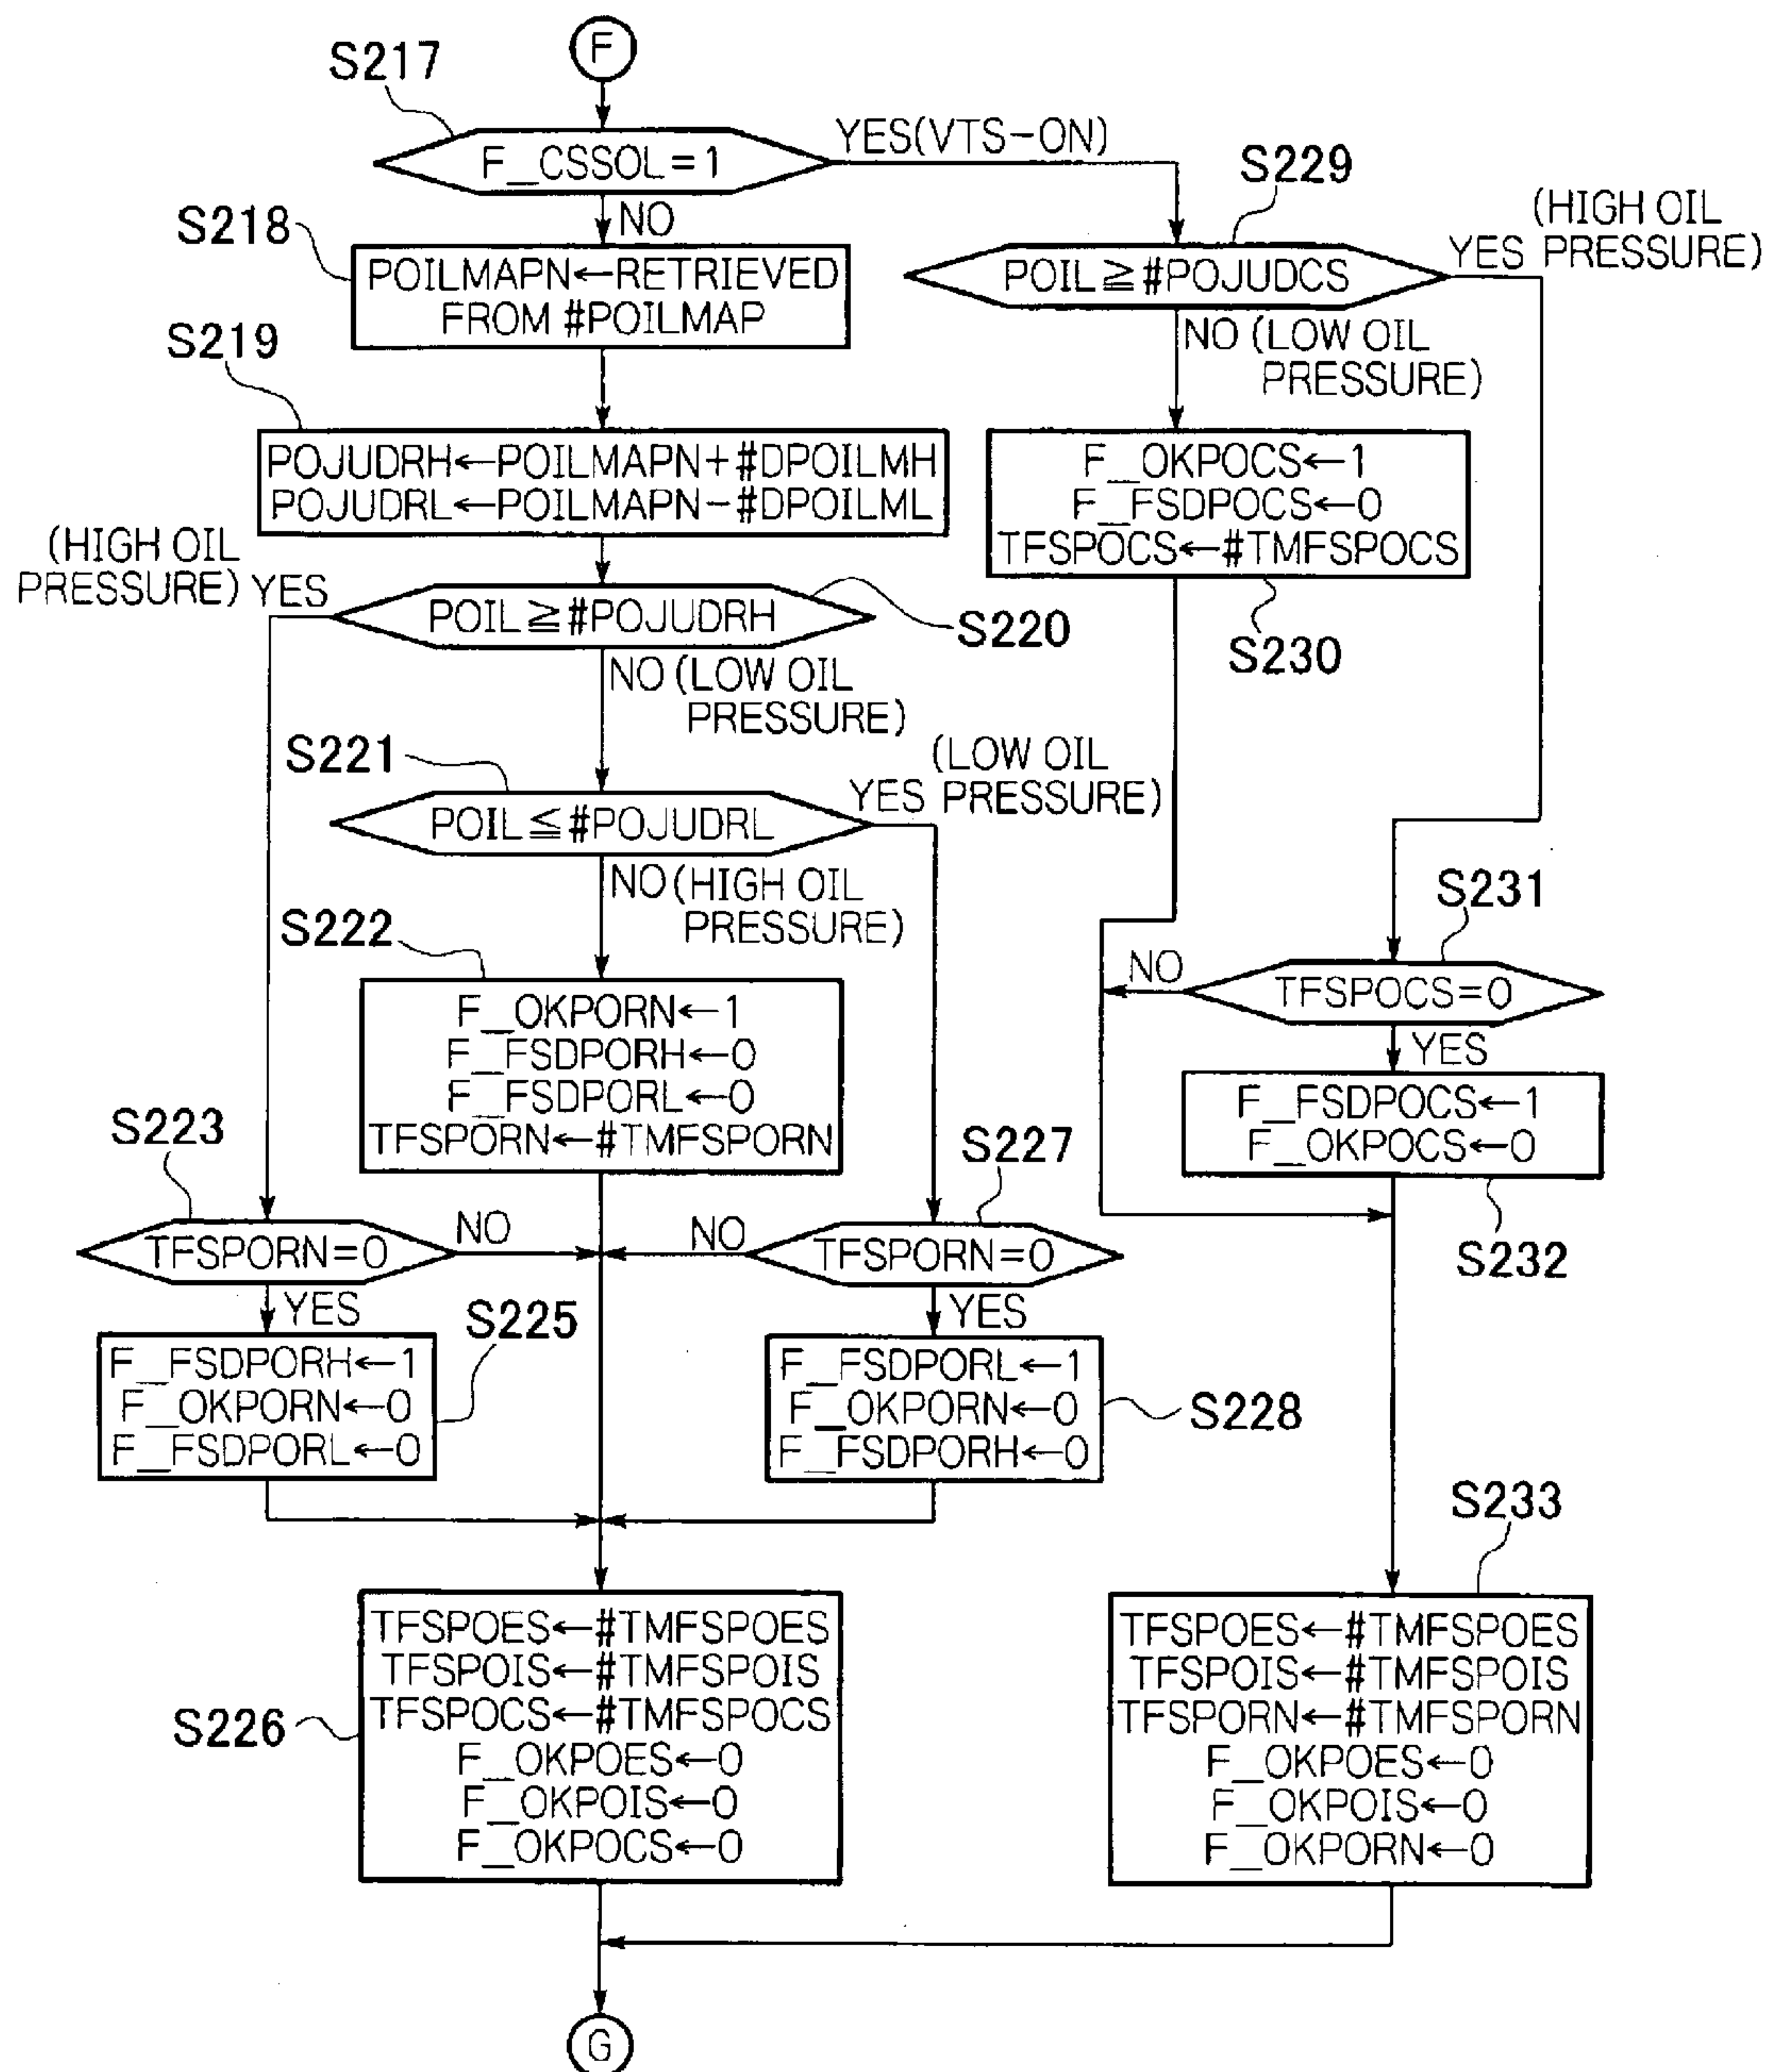 F
S217
F_CSSOL=1
YES(VTS-ON)
NO
S218
POILMAPN←RETRIEVED
FROM #POILMAP
S229
POIL≧#POJUDCS
(HIGH OIL
YES PRESSURE)
NO (LOW OIL
PRESSURE)
S219
POJUDRH←POILMAPN+#DPOILMH
POJUDRL←POILMAPN-#DPOILML
F_OKPOCS←1
F_FSDPOCS←0
TFSPOCS←#TMFSPOCS
S230
(HIGH OIL
PRESSURE) YES
POIL≧#POJUDRH
S220
NO (LOW OIL
PRESSURE)
S221
POIL≦#POJUDRL
(LOW OIL
YES PRESSURE)
NO (HIGH OIL
PRESSURE)
S222
F_OKPORN←1
F_FSDPORH←0
F_FSDPORL←0
TFSPORN←#TMFSPORN
S231
NO
TFSPOCS=0
YES
F_FSDPOCS←1
F_OKPOCS←0
S232
S223
TFSPORN=0
NO
YES
S225
F_FSDPORH←1
F_OKPORN←0
F_FSDPORL←0
S227
NO
TFSPORN=0
YES
F_FSDPORL←1
F_OKPORN←0
F_FSDPORH←0
S228
S226
TFSPOES←#TMFSPOES
TFSPOIS←#TMFSPOIS
TFSPOCS←#TMFSPOCS
F_OKPOES←0
F_OKPOIS←0
F_OKPOCS←0
S233
TFSPOES←#TMFSPOES
TFSPOIS←#TMFSPOIS
TFSPORN←#TMFSPORN
F_OKPOES←0
F_OKPOIS←0
F_OKPORN←0
G